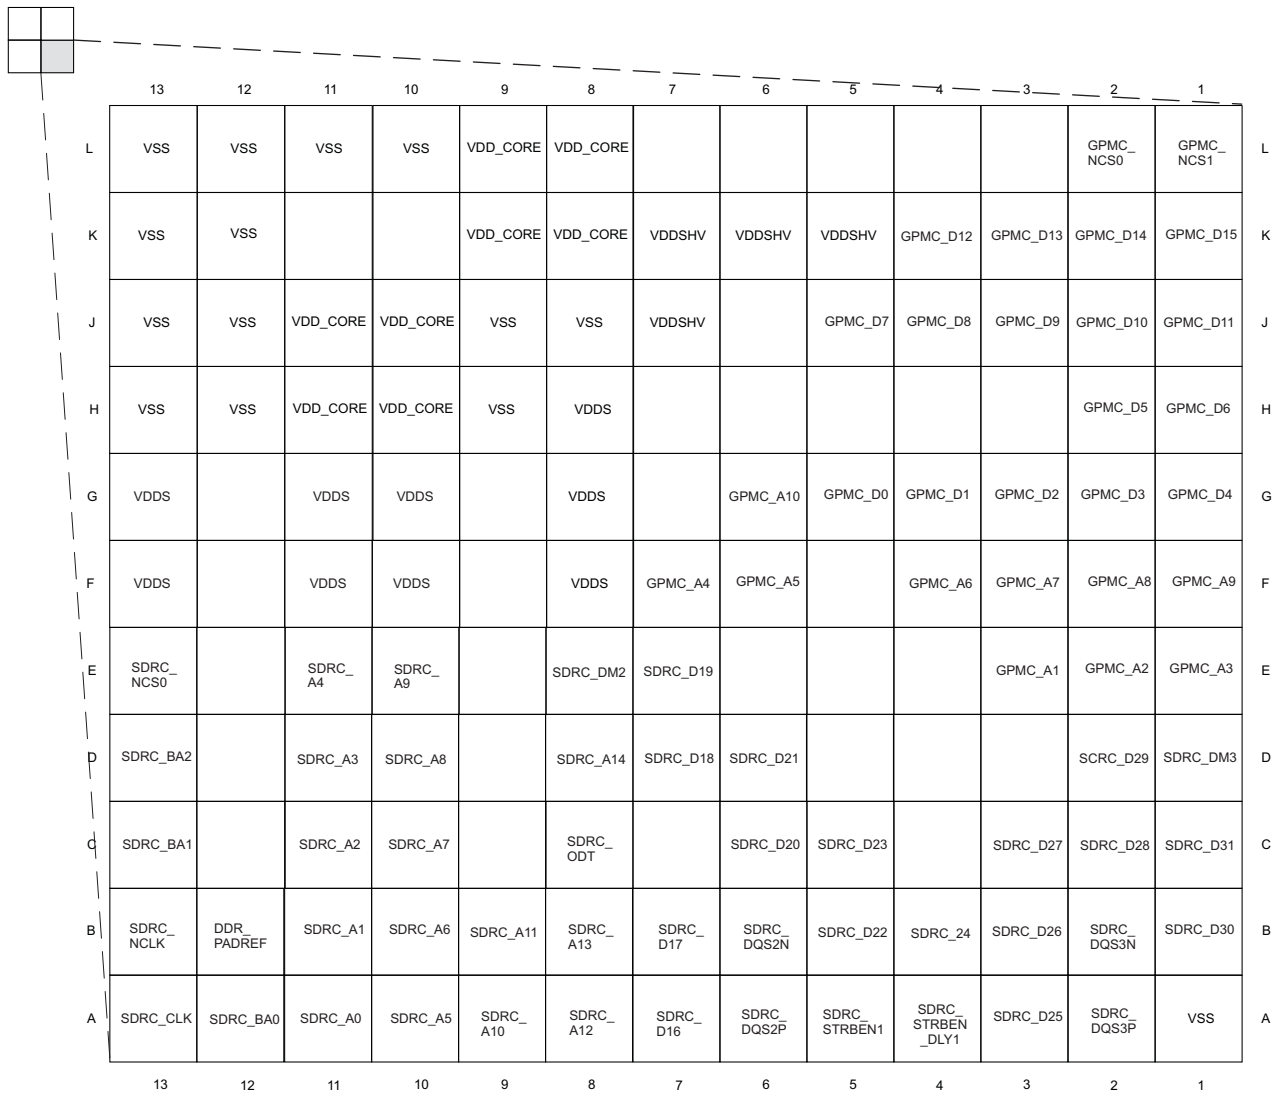 13 12 11 10 9 8 7 6 5 4 3 2 1
L VSS VSS VSS VSS VDD_CORE VDD_CORE GPMC_ GPMC_ L
NCS0 NCS1
K VSS VSS VDD_CORE VDD_CORE VDDSHV VDDSHV VDDSHV GPMC_D12 GPMC_D13 GPMC_D14 GPMC_D15 K
J VSS VSS VDD_CORE VDD_CORE VSS VSS VDDSHV GPMC_D7 GPMC_D8 GPMC_D9 GPMC_D10 GPMC_D11 J
H VSS VSS VDD_CORE VDD_CORE VSS VDDS GPMC_D5 GPMC_D6 H
G VDDS VDDS VDDS VDDS GPMC_A10 GPMC_D0 GPMC_D1 GPMC_D2 GPMC_D3 GPMC_D4 G
F VDDS VDDS VDDS VDDS GPMC_A4 GPMC_A5 GPMC_A6 GPMC_A7 GPMC_A8 GPMC_A9 F
E SDRC_ SDRC_ SDRC_ SDRC_DM2 SDRC_D19 GPMC_A1 GPMC_A2 GPMC_A3 E
NCS0 A4 A9
D SDRC_BA2 SDRC_A3 SDRC_A8 SDRC_A14 SDRC_D18 SDRC_D21 SCRC_D29 SDRC_DM3 D
C SDRC_BA1 SDRC_A2 SDRC_A7 SDRC_ SDRC_D20 SDRC_D23 SDRC_D27 SDRC_D28 SDRC_D31 C
ODT
B SDRC_ DDR_ SDRC_A1 SDRC_A6 SDRC_A11 SDRC_ SDRC_ SDRC_ SDRC_D22 SDRC_24 SDRC_D26 SDRC_ SDRC_D30 B
NCLK PADREF A13 D17 DQS2N DQS3N
A SDRC_CLK SDRC_BA0 SDRC_A0 SDRC_A5 SDRC_ SDRC_ SDRC_ SDRC_ SDRC_ SDRC_ SDRC_D25 SDRC_ VSS A
A10 A12 D16 DQS2P STRBEN1 STRBEN DQS3P
_DLY1
13 12 11 10 9 8 7 6 5 4 3 2 1